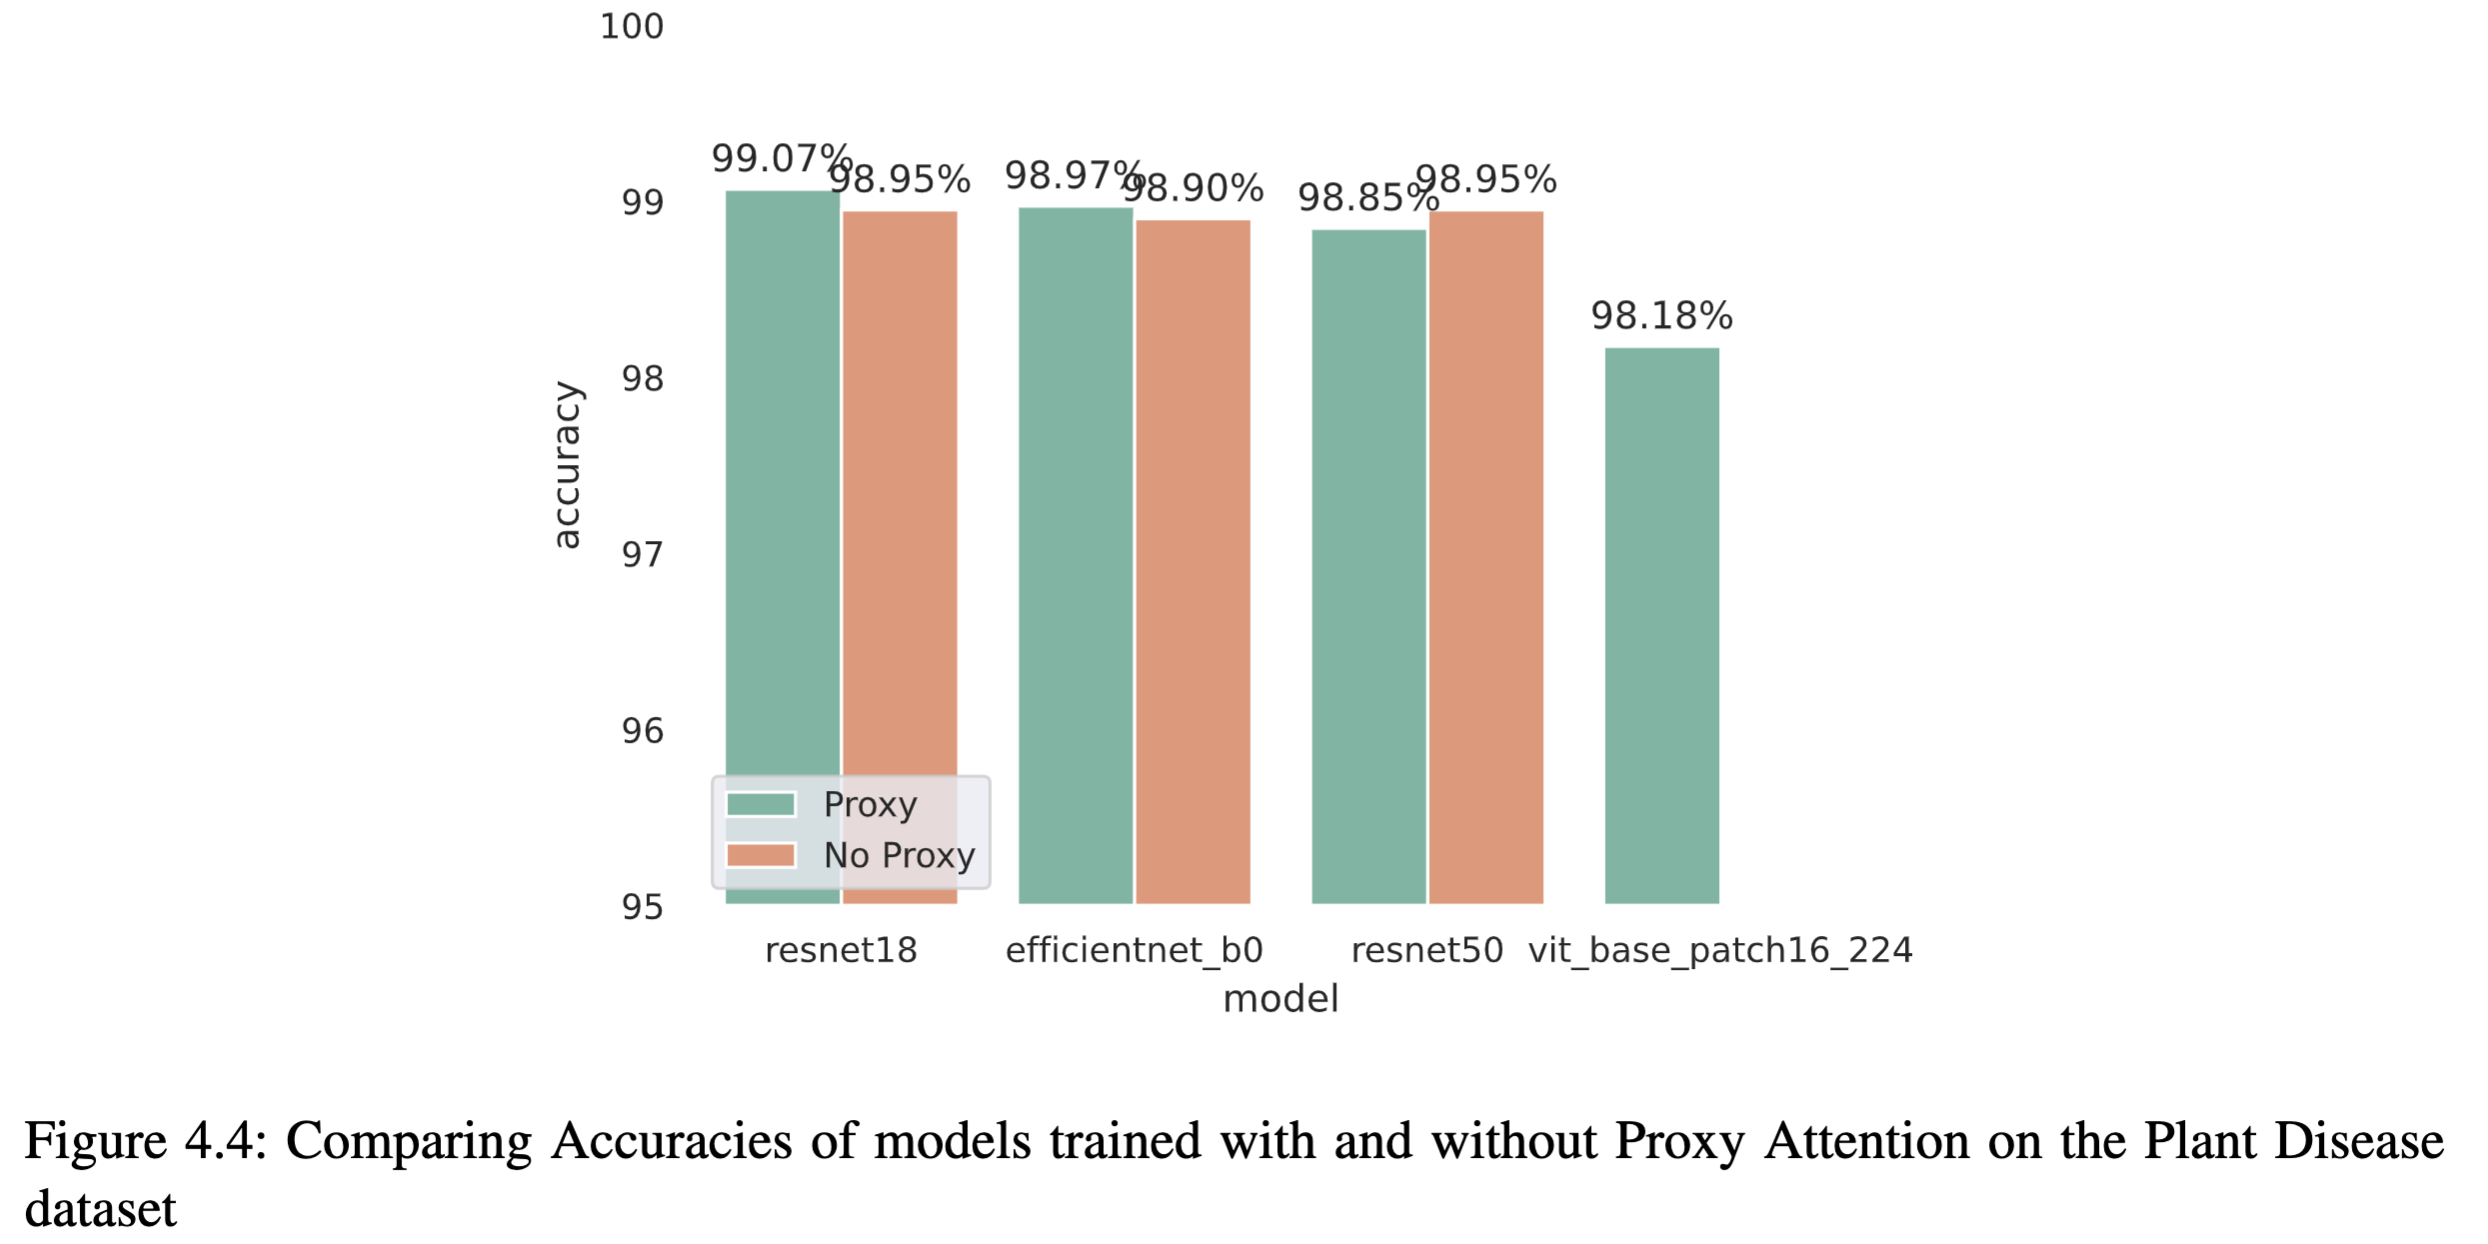 100
99.07%
98.95%
98.97%
98.90%
98.85%
98.95%
99
98.18%
98
accuracy
97
96
Proxy
No Proxy
95
resnet18
efficientnet_b0
resnet50
vit_base_patch16_224
model
Figure 4.4: Comparing Accuracies of models trained with and without Proxy Attention on the Plant Disease
dataset